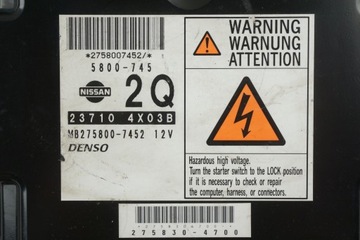 *2758007452/*
5800-745
NISSAN
2Q
23710 4X03B
MB275800-7452 12V
DENSO
WARNING
WARNUNG
ATTENTION
Hazardous high voltage.
Turn the starter switch to the LOCK position
if it is necessary to check or repair
the computer, harness, or connectors.
275830-4700